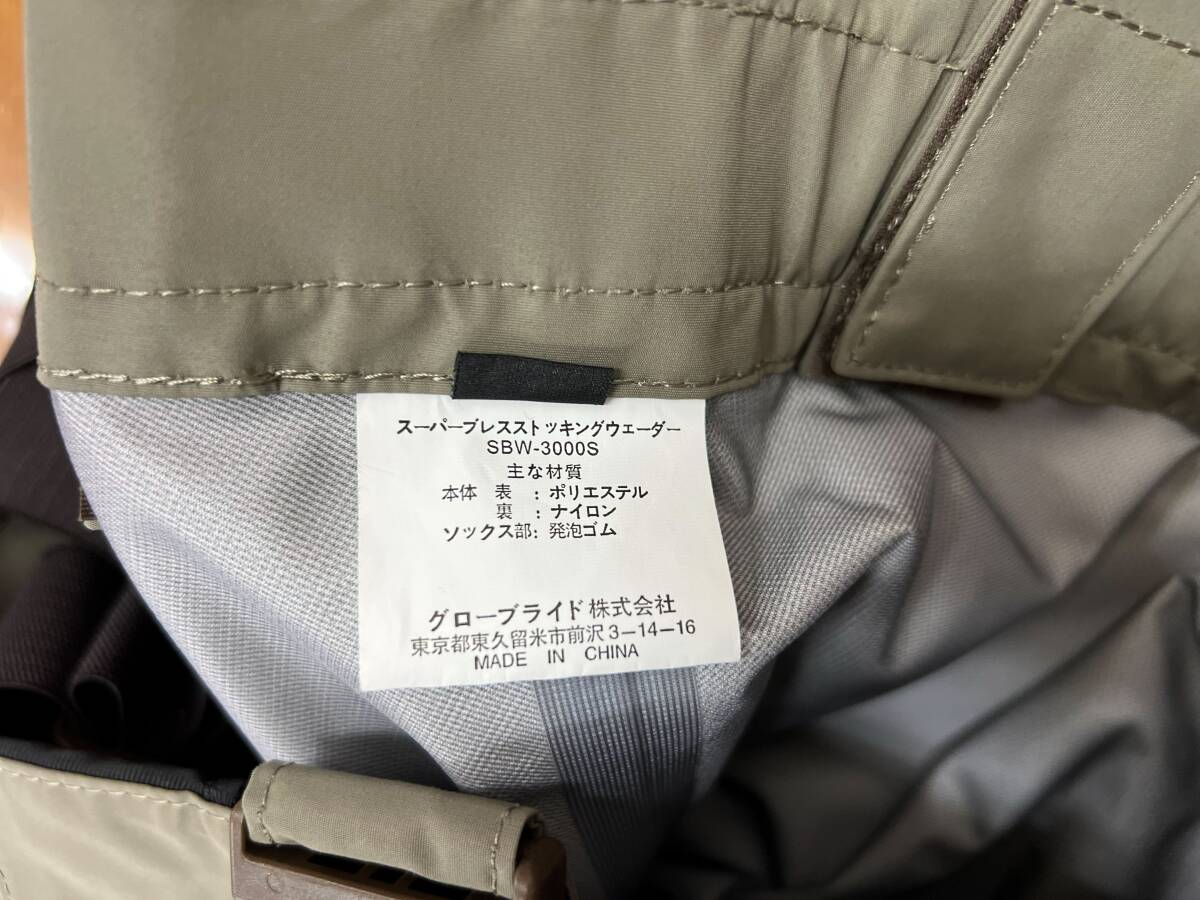 スーパーブレスストッキングウェーダー
SBW-3000S
主な材質
本体 表 : ポリエステル
裏 : ナイロン
ソックス部: 発泡ゴム
グローブライド株式会社
東京都東久留米市前沢3-14-16
MADE IN CHINA